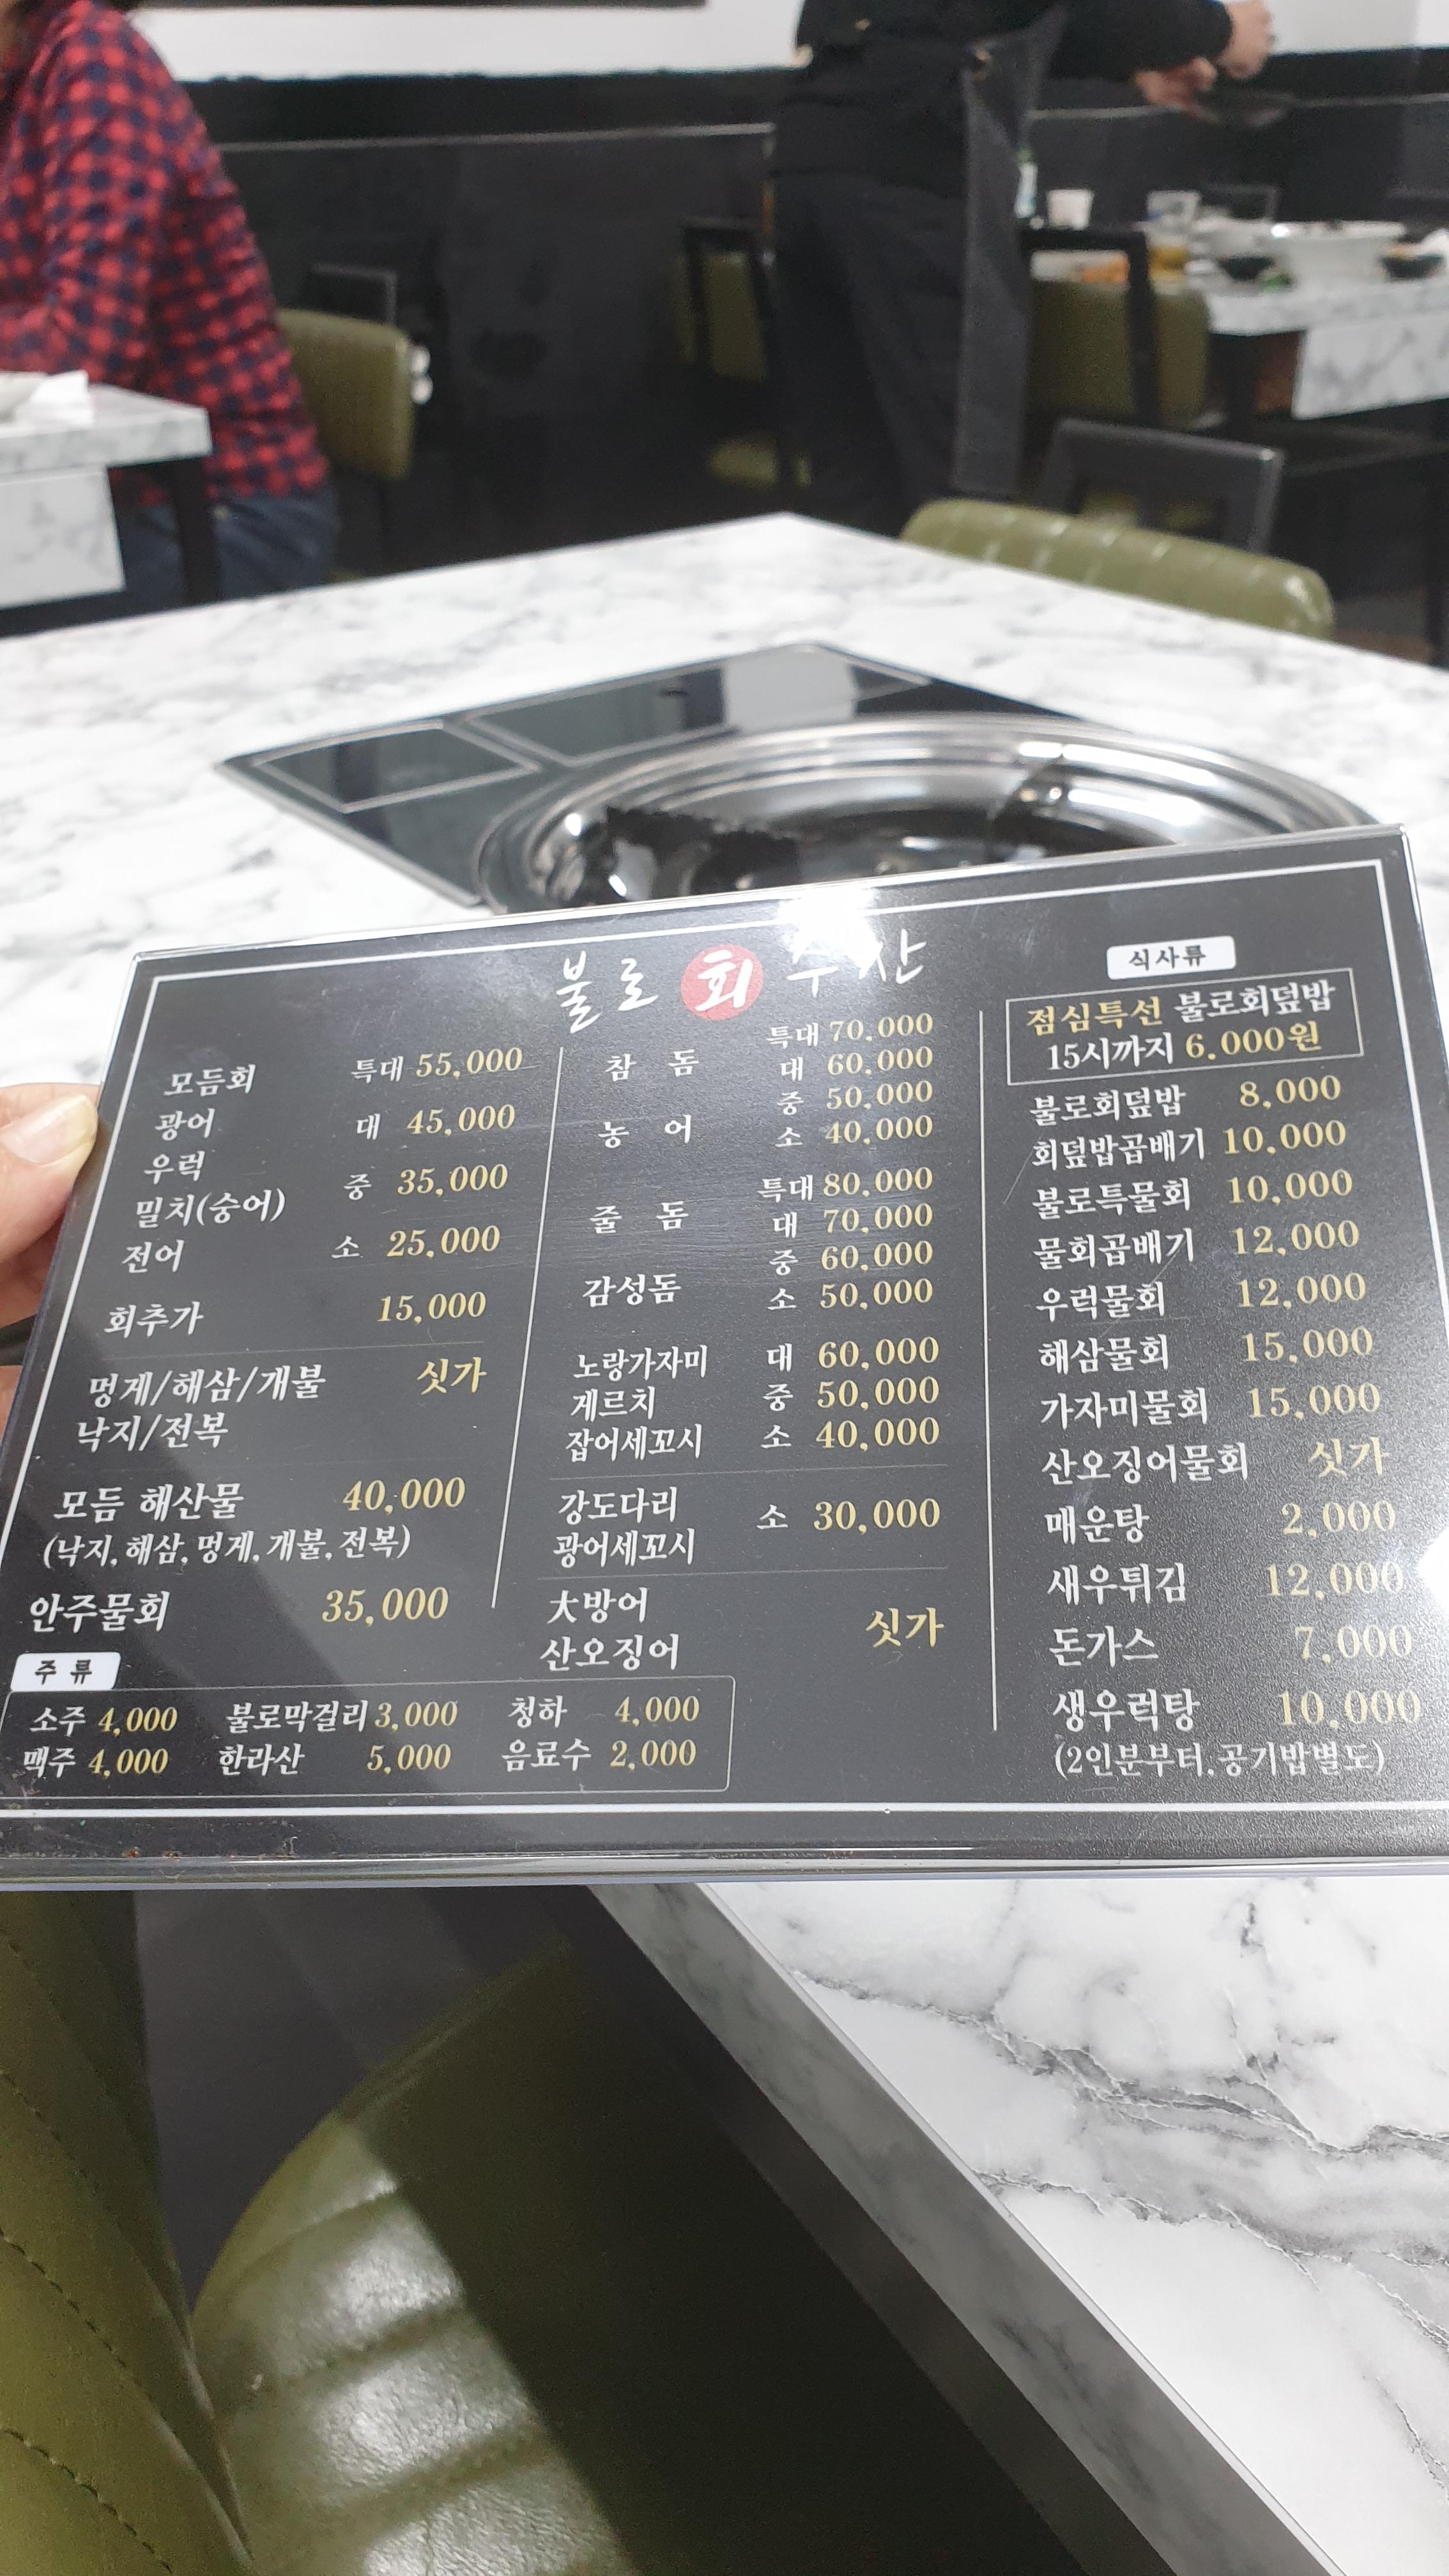 불로 회 수산
모듬회
광어
우럭
밀치(숭어)
전어
특대 55,000
대 45,000
중 35,000
소 25,000
회추가 15,000
멍게/해삼/개불 싯가
낙지/전복
모듬 해산물 40,000
(낙지, 해삼, 멍게, 개불, 전복)
안주물회 35,000
주 류
소주 4,000 불로막걸리 3,000 청하 4,000
맥주 4,000 한라산 5,000 음료수 2,000
참 돔
농 어
특대 70,000
대 60,000
중 50,000
소 40,000
줄 돔
감성돔
특대 80,000
대 70,000
중 60,000
소 50,000
노랑가자미 대 60,000
게르치 중 50,000
잡어세꼬시 소 40,000
강도다리
광어세꼬시
소 30,000
大방어
산오징어
싯가
식사류
점심특선 불로회덮밥
15시까지 6,000원
불로회덮밥 8,000
회덮밥곱배기 10,000
불로특물회 10,000
물회곱배기 12,000
우럭물회 12,000
해삼물회 15,000
가자미물회 15,000
산오징어물회 싯가
매운탕 2,000
새우튀김 12,000
돈가스 7,000
생우럭탕 10,000
(2인분부터, 공기밥별도)